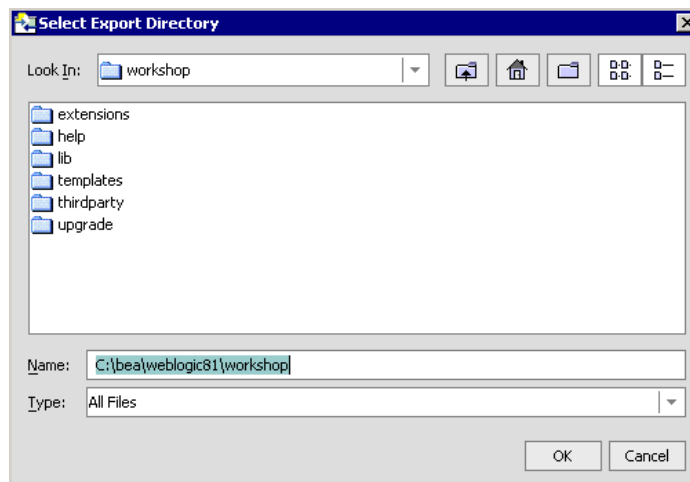 Select Export Directory
Look In: workshop
extensions
help
lib
templates
thirdparty
upgrade
Name: C:\bea\weblogic81\workshop
Type: All Files
OK Cancel